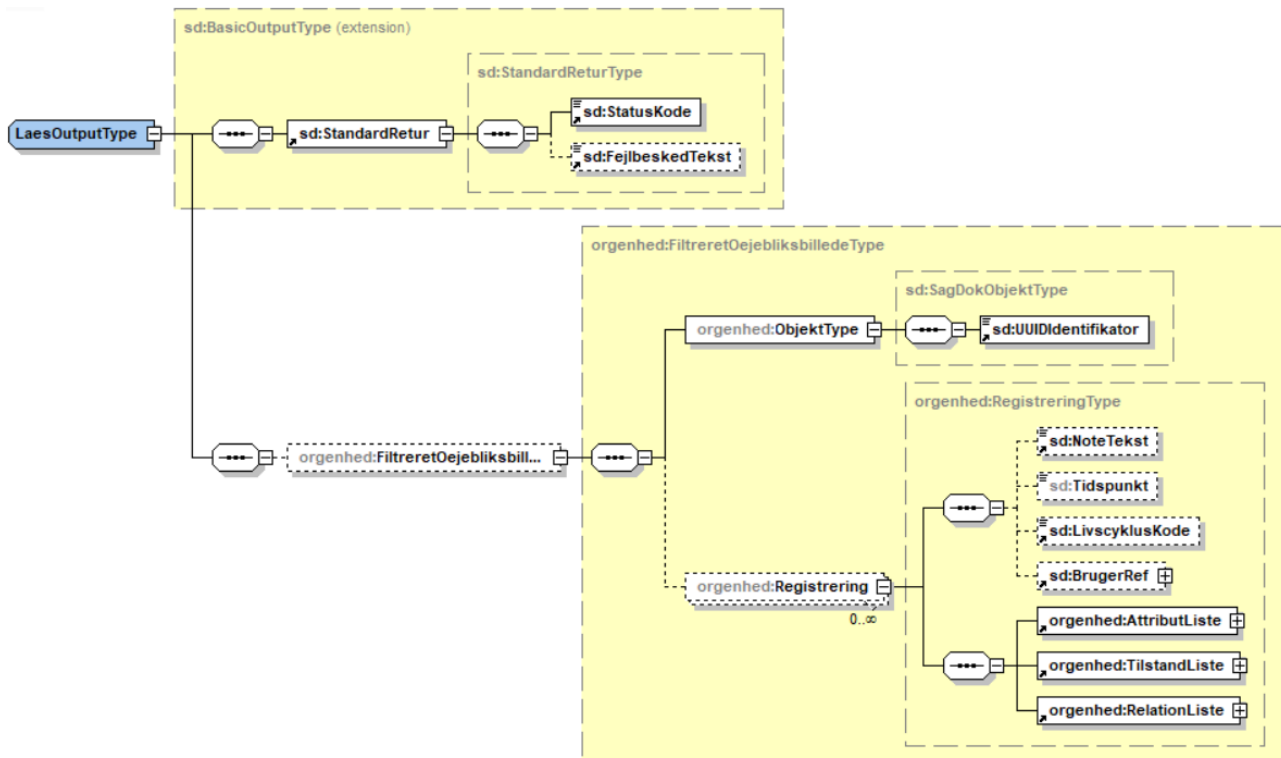 sd:BasicOutputType (extension)
sd:StandardReturType
LaesOutputType
sd:StandardRetur
sd:StatusKode
sd:FejlbeskedTekst
orgenhed:FiltreretOejebliksbilledeType
sd:SagDokObjektType
orgenhed:ObjektType
sd:UUIDIdentifikator
orgenhed:RegistreringType
orgenhed:FiltreretOejebliksbill...
sd:NoteTekst
sd:Tidspunkt
sd:LivscyklusKode
sd:BrugerRef
orgenhed:Registrering
0..∞
orgenhed:AttributListe
orgenhed:TilstandListe
orgenhed:RelationListe